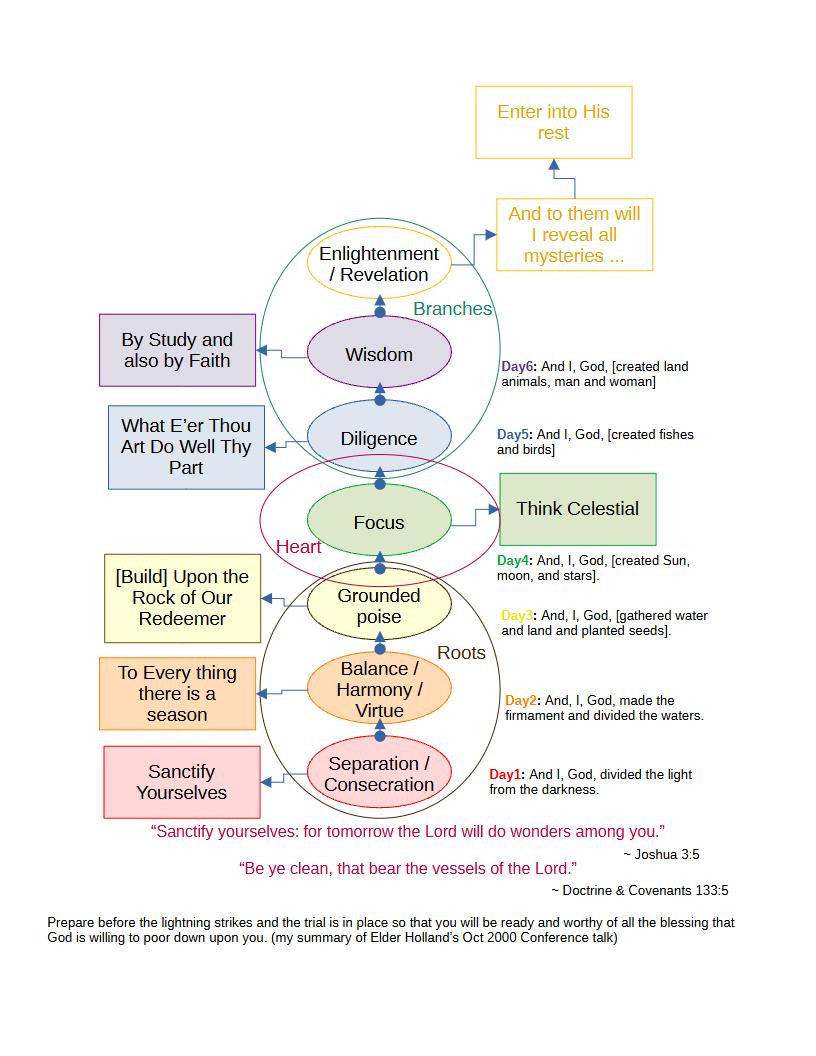 Enter into His
rest
And to them will
I reveal all
mysteries ...
Enlightenment
/ Revelation
Branches
By Study and
also by Faith
Wisdom
Day6: And I, God, [created land
animals, man and woman]
What E'er Thou
Art Do Well Thy
Part
Diligence
Day5: And I, God, [created fishes
and birds]
Focus
Think Celestial
Heart
Day4: And, I, God, [created Sun,
moon, and stars].
[Build] Upon the
Rock of Our
Redeemer
Grounded
poise
Day3: And, I, God, [gathered water
and land and planted seeds].
Roots
To Every thing
there is a
season
Balance /
Harmony /
Virtue
Day2: And, I, God, made the
firmament and divided the waters.
Sanctify
Yourselves
Separation /
Consecration
Day1: And I, God, divided the light
from the darkness.
“Sanctify yourselves: for tomorrow the Lord will do wonders among you.”
~ Joshua 3:5
“Be ye clean, that bear the vessels of the Lord.”
~ Doctrine & Covenants 133:5
Prepare before the lightning strikes and the trial is in place so that you will be ready and worthy of all the blessing that
God is willing to poor down upon you. (my summary of Elder Holland's Oct 2000 Conference talk)